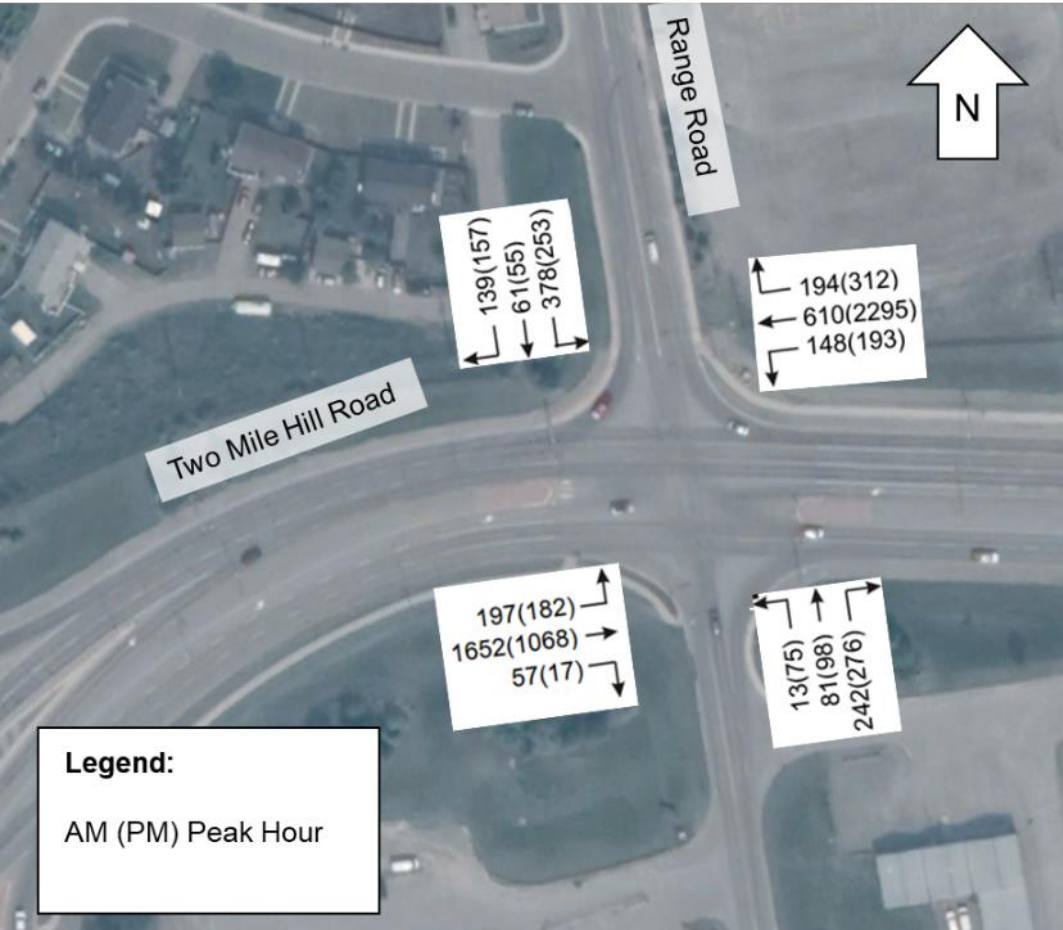 Range Road
N
139(157)
61(55)
378(253)
194(312)
610(2295)
148(193)
Two Mile Hill Road
197(182)
1652(1068)
57(17)
13(75)
81(98)
242(276)
Legend:
AM (PM) Peak Hour